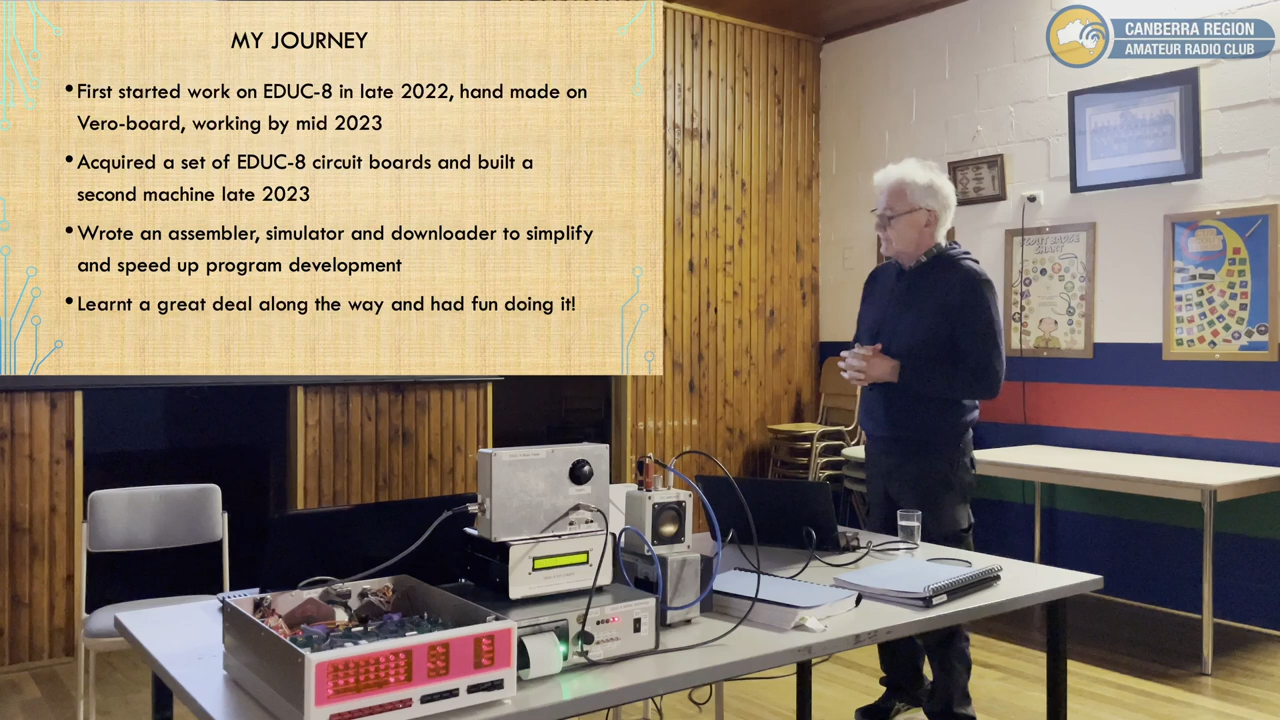 MY JOURNEY
•First started work on EDUC-8 in late 2022, hand made on
Vero-board, working by mid 2023
•Acquired a set of EDUC-8 circuit boards and built a
second machine late 2023
•Wrote an assembler, simulator and downloader to simplify
and speed up program development
•Learnt a great deal along the way and had fun doing it!
CANBERRA REGION
AMATEUR RADIO CLUB
SCOUT BADGE
CHART